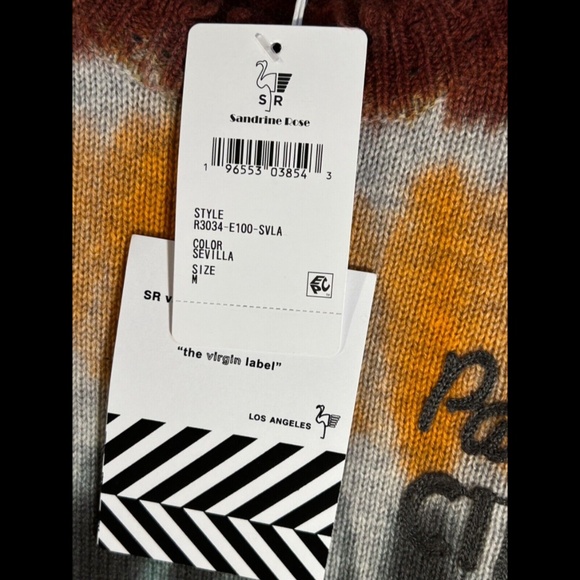 S R
Sandrine Rose
1 96553 03854 3
STYLE
R3034-E100-SVLA
COLOR
SEVILLA
SIZE
M
EPC
SR
"the virgin label"
LOS ANGELES